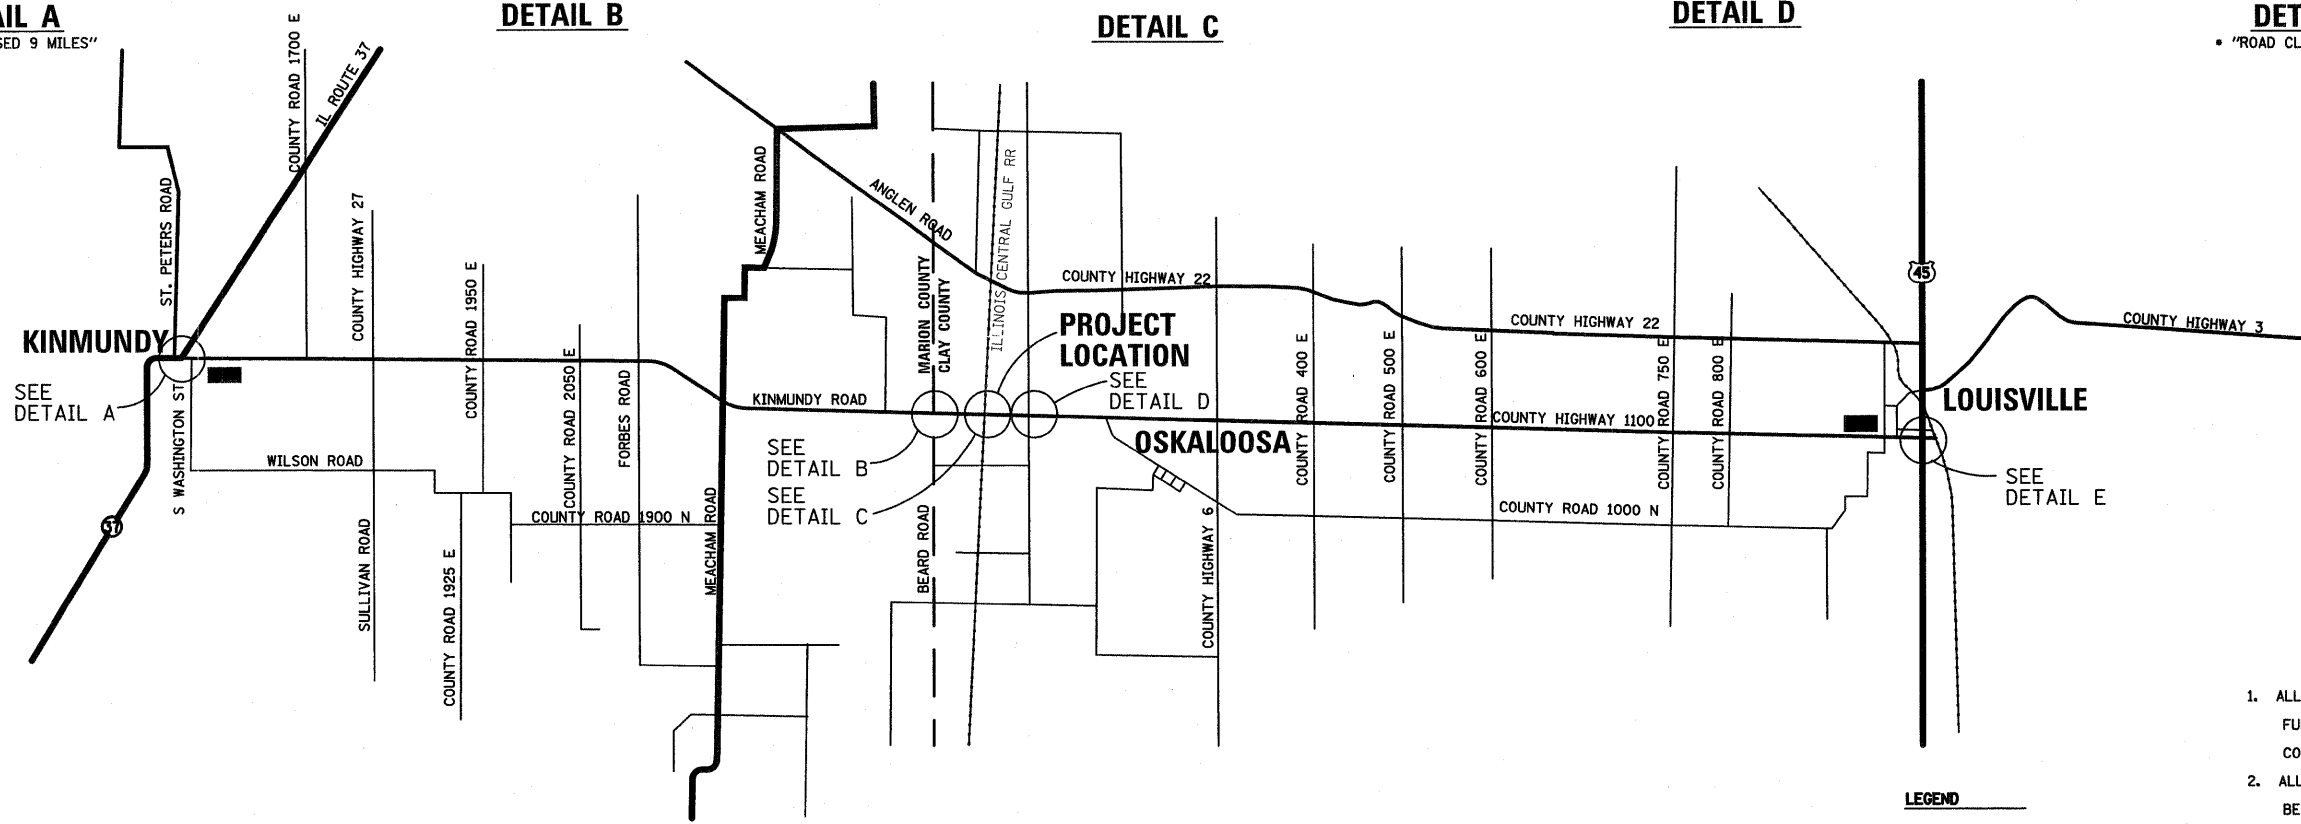 AIL A
SED 9 MILES"
DETAIL B
DETAIL C
DETAIL D
DET
• "ROAD CL
COUNTY ROAD 1700 E
IL ROUTE 37
ST. PETERS ROAD
COUNTY HIGHWAY 27
COUNTY ROAD 1950 E
MEACHAM ROAD
ANGLEN ROAD
ILLINOIS CENTRAL GULF RR
MARION COUNTY
CLAY COUNTY
COUNTY HIGHWAY 22
COUNTY HIGHWAY 22
45
COUNTY HIGHWAY 3
KINMUNDY
SEE
DETAIL A
S WASHINGTON ST
COUNTY ROAD 2050 E
FORBES ROAD
KINMUNDY ROAD
PROJECT
LOCATION
SEE
DETAIL D
COUNTY ROAD 400 E
COUNTY ROAD 500 E
COUNTY ROAD 600 E
COUNTY ROAD 750 E
COUNTY ROAD 800 E
COUNTY HIGHWAY 1100
LOUISVILLE
OSKALOOSA
SEE
DETAIL B
SEE
DETAIL C
SEE
DETAIL E
WILSON ROAD
37
COUNTY ROAD 1900 N
COUNTY ROAD 1000 N
SULLIVAN ROAD
COUNTY ROAD 1925 E
MEACHAM ROAD
BEARD ROAD
COUNTY HIGHWAY 6
1. ALL
FU
CO
2. ALL
BE
LEGEND